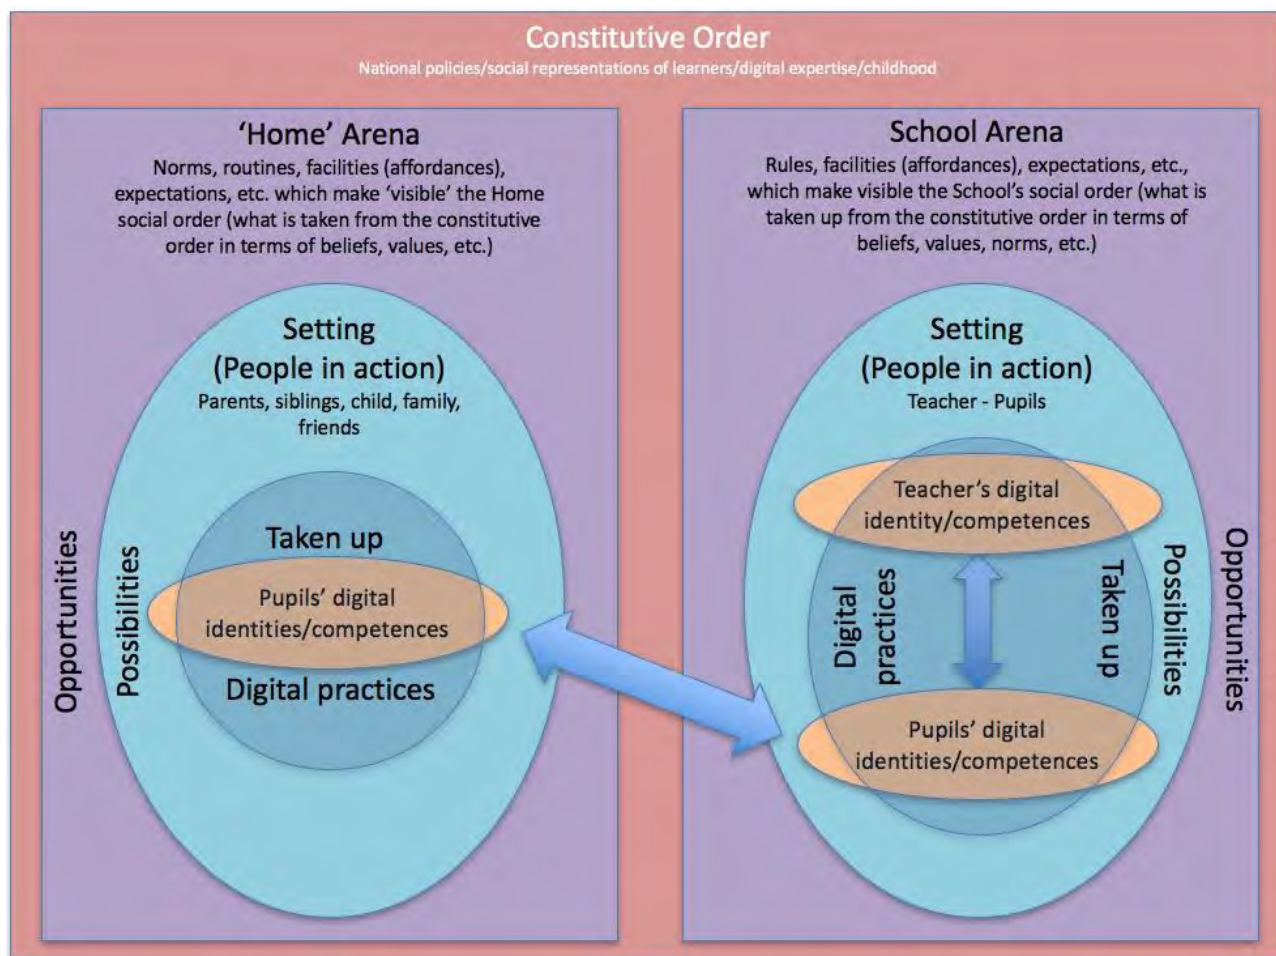 Constitutive Order
National policies/social representations of learners/digital expertise/childhood
‘Home’ Arena
Norms, routines, facilities (affordances),
expectations, etc. which make ‘visible’ the Home
social order (what is taken from the constitutive
order in terms of beliefs, values, etc.)
Setting
(People in action)
Parents, siblings, child, family,
friends
Opportunities
Possibilities
Taken up
Pupils’ digital
identities/competences
Digital practices
School Arena
Rules, facilities (affordances), expectations, etc.,
which make visible the School’s social order (what is
taken up from the constitutive order in terms of
beliefs, values, norms, etc.)
Setting
(People in action)
Teacher - Pupils
Teacher’s digital
identity/competences
Digital
practices
Taken up
Possibilities
Opportunities
Pupils’ digital
identities/competences